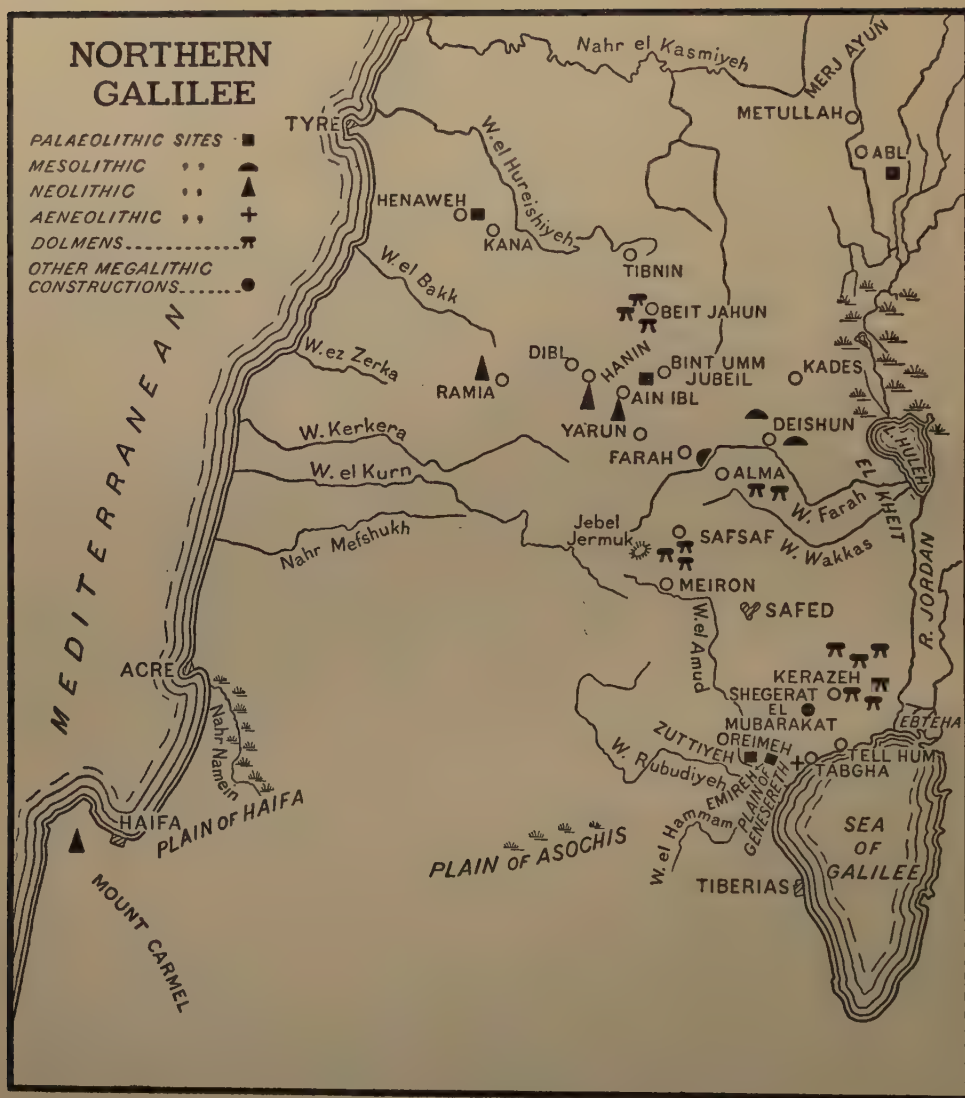 NORTHERN
GALILEE
PALAEOLITHIC SITES
MESOLITHIC ,, ,,
NEOLITHIC ,, ,,
AENEOLITHIC ,, ,,
DOLMENS
OTHER MEGALITHIC
CONSTRUCTIONS
Nahr el Kasmiyeh
MERJ AYUN
METULLAH
ABL
TYRE
W. el Hureishiyeh
HENAWEH
KANA
TIBNIN
W. el Bakk
BEIT JAHUN
W. ez Zerka
DIBL
HANIN
BINT UMM
JUBEIL
KADES
RAMIA
AIN IBL
YARUN
DEISHUN
W. Kerkera
FARAH
L. HULEH
W. el Kurn
ALMA
EL KHEIT
W. Farah
Nahr Mefshukh
Jebel
Jermuk
SAFSAF
W. Wakkas
MEIRON
SAFED
R. JORDAN
W. el Amud
MEDITERRANEAN
ACRE
KERAZEH
SHEGERAT
EL
MUBARAKAT
EBTEHA
Nahr Namein
ZUTTIYEH
OREIMEH
TELL HUM
TABGHA
W. Rubudiyeh
EMIREH
PLAIN OF
GENESERETH
HAIFA
PLAIN OF HAIFA
W. el Hammam
SEA
OF
GALILEE
PLAIN OF ASOCHIS
TIBERIAS
MOUNT CARMEL